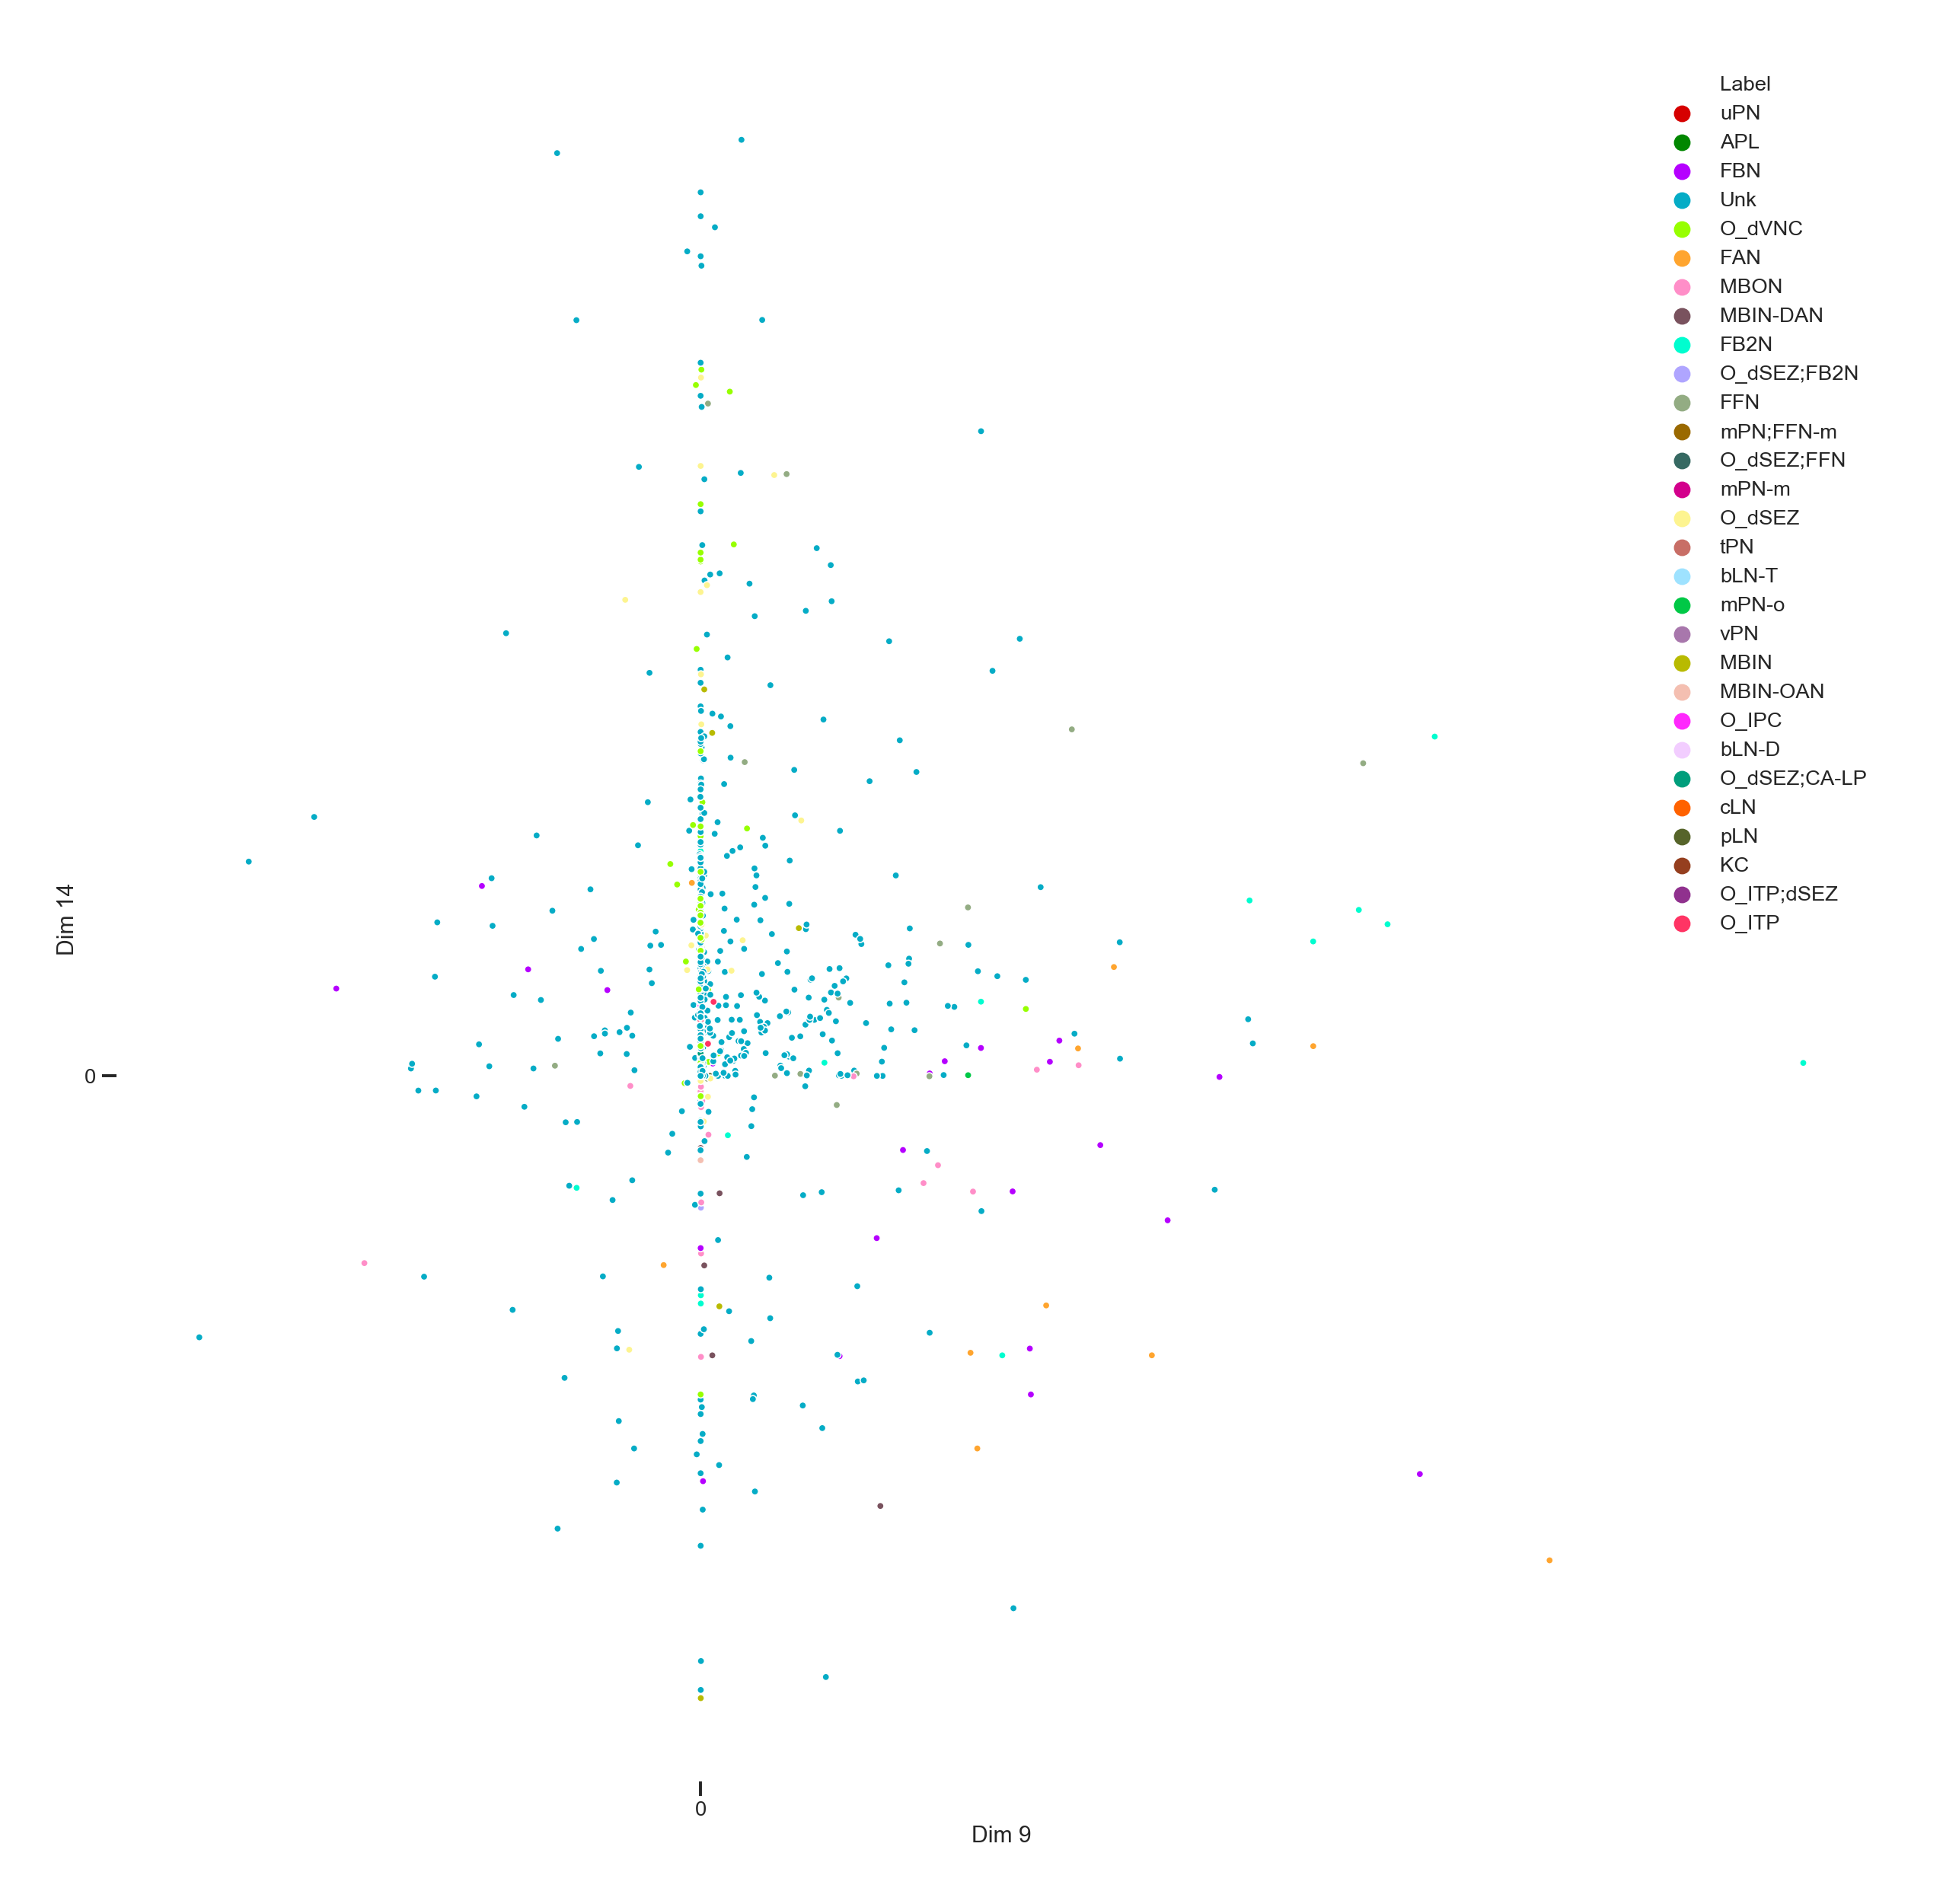 Label
uPN
APL
FBN
Unk
O_dVNC
FAN
MBON
MBIN-DAN
FB2N
O_dSEZ;FB2N
FFN
mPN;FFN-m
O_dSEZ;FFN
mPN-m
O_dSEZ
tPN
bLN-T
mPN-o
vPN
MBIN
MBIN-OAN
O_IPC
bLN-D
O_dSEZ;CA-LP
cLN
pLN
KC
O_ITP;dSEZ
O_ITP
Dim 14
0
0
Dim 9